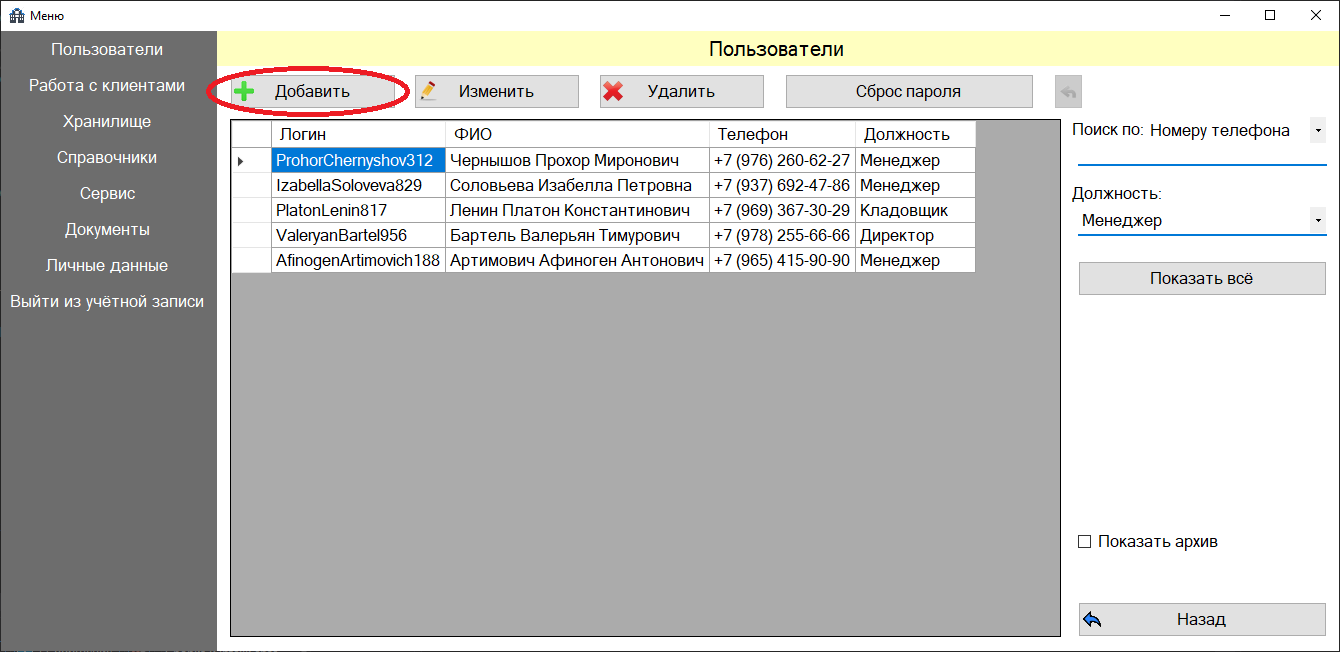 Меню
Пользователи
Работа с клиентами
Хранилище
Справочники
Сервис
Документы
Личные данные
Выйти из учётной записи
Пользователи
Добавить Изменить Удалить Сброс пароля
Логин ФИО Телефон Должность
ProhorChernyshov312 Чернышов Прохор Миронович +7 (976) 260-62-27 Менеджер
IzabellaSoloveva829 Соловьева Изабелла Петровна +7 (937) 692-47-86 Менеджер
PlatonLenin817 Ленин Платон Константинович +7 (969) 367-30-29 Кладовщик
ValeryanBartel956 Бартель Валерьян Тимурович +7 (978) 255-66-66 Директор
AfinogenArtimovich188 Артимович Афиноген Антонович +7 (965) 415-90-90 Менеджер
Поиск по: Номеру телефона
Должность:
Менеджер
Показать всё
Показать архив
Назад